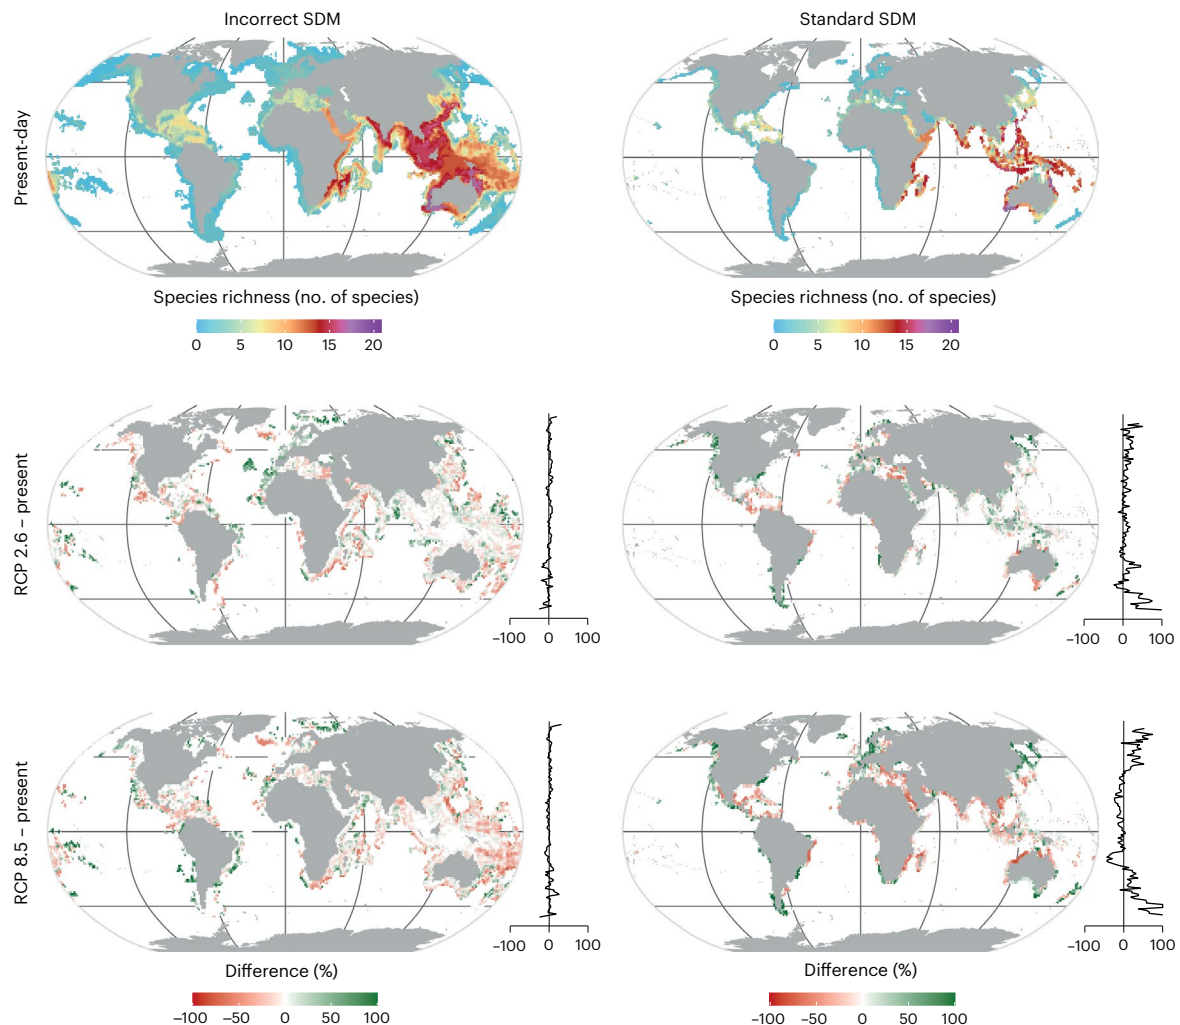 Incorrect SDM
Standard SDM
Present-day
Species richness (no. of species)
Species richness (no. of species)
0 5 10 15 20
0 5 10 15 20
RCP 2.6 – present
–100 0 100
–100 0 100
RCP 8.5 – present
–100 0 100
–100 0 100
Difference (%)
Difference (%)
–100 –50 0 50 100
–100 –50 0 50 100